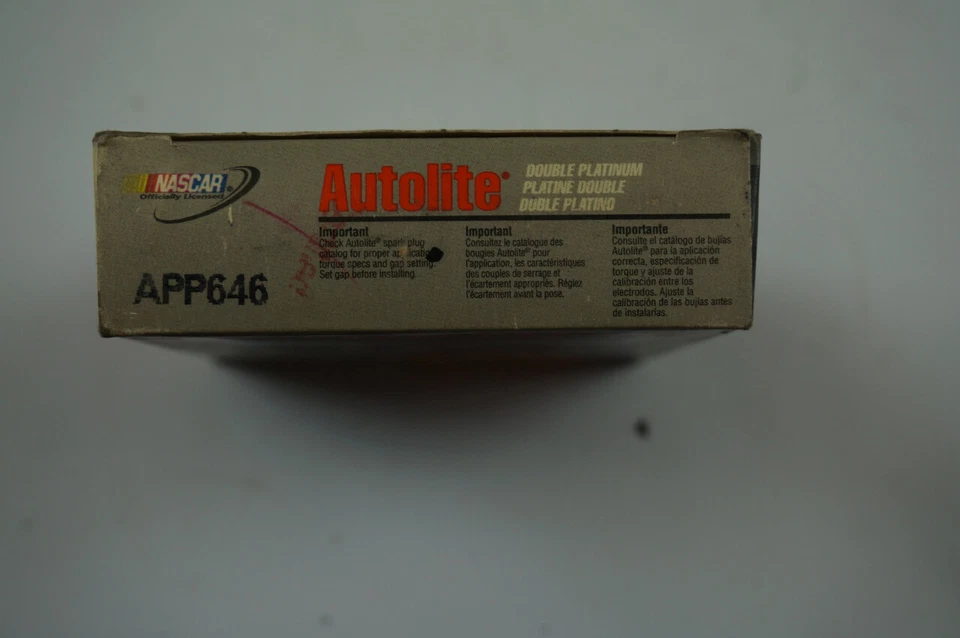 NASCAR
Officially Licensed
Autolite®
DOUBLE PLATINUM
PLATINE DOUBLE
DUBLE PLATINO
APP646
Important
Check Autolite® spark plug
catalog for proper application
torque specs and gap setting.
Set gap before installing.
Important
Consultez le catalogue des
bougies Autolite® pour
l'application, les caractéristiques
des couples de serrage et
l'écartement appropriés. Réglez
l'écartement avant la pose.
Importante
Consulte el catálogo de bujías
Autolite® para la aplicación
correcta, especificación de
torque y ajuste de la
calibración entre los
electrodos. Ajuste la
calibración de las bujías antes
de instalarlas.